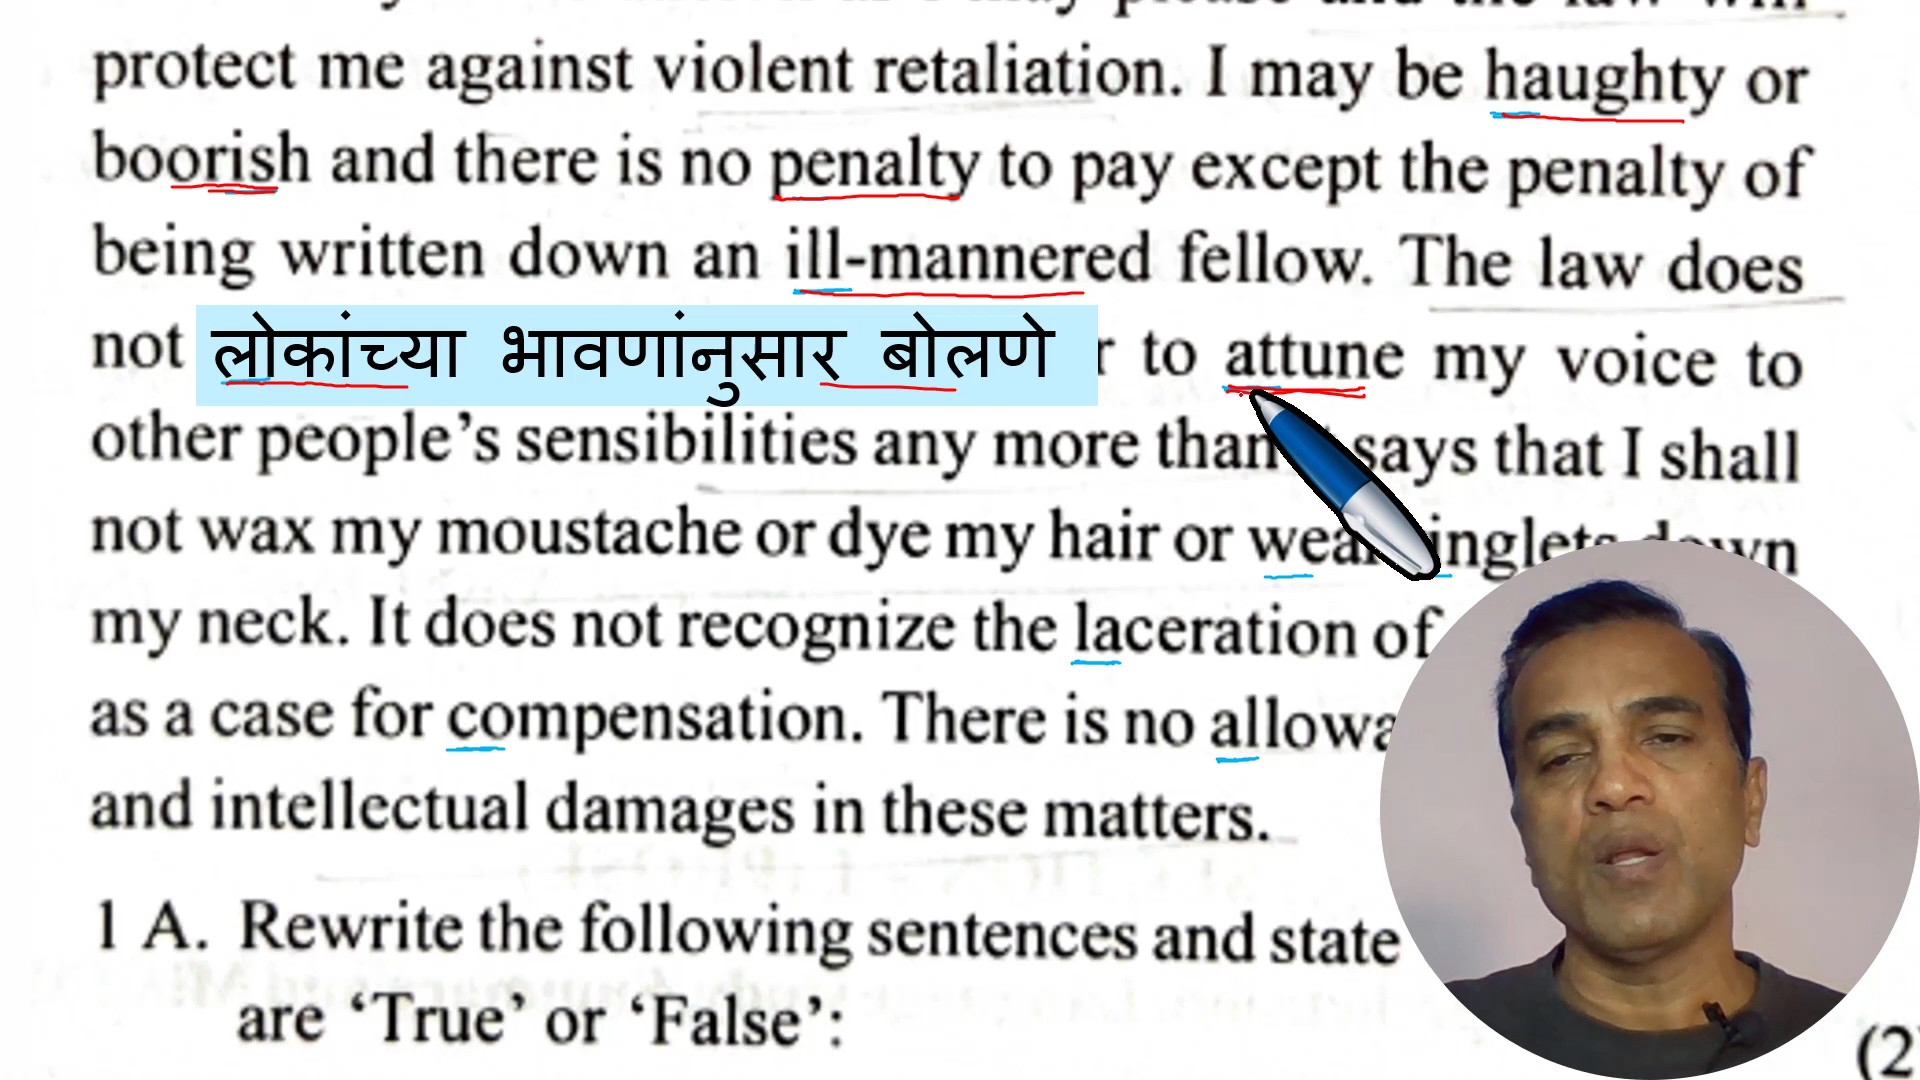 protect me against violent retaliation. I may be haughty or
boorish and there is no penalty to pay except the penalty of
being written down an ill-mannered fellow. The law does
not लोकांच्या भावणांनुसार बोलणे r to attune my voice to
other people's sensibilities any more than says that I shall
not wax my moustache or dye my hair or wear inglets down
my neck. It does not recognize the laceration of
as a case for compensation. There is no allowa
and intellectual damages in these matters.
1 A. Rewrite the following sentences and state
are ‘True’ or ‘False’:
(2